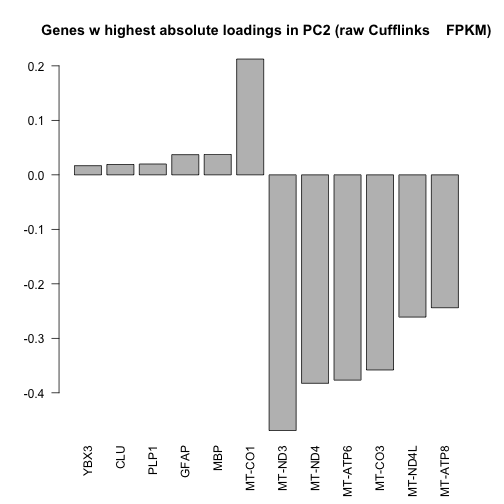 Genes w highest absolute loadings in PC2 (raw Cufflinks FPKM)
0.2
0.1
0.0
-0.1
-0.2
-0.3
-0.4
YBX3
CLU
PLP1
GFAP
MBP
MT-CO1
MT-ND3
MT-ND4
MT-ATP6
MT-CO3
MT-ND4L
MT-ATP8